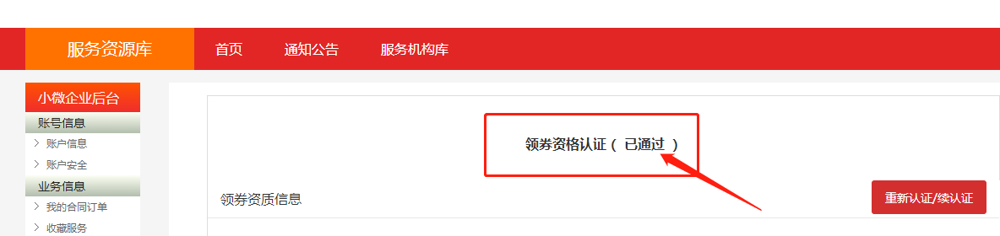 服务资源库 首页 通知公告 服务机构库
小微企业后台
账号信息
账户信息
账户安全
业务信息
我的合同订单
收藏服务
领券资格认证（ 已通过 ）
领券资质信息
重新认证/续认证